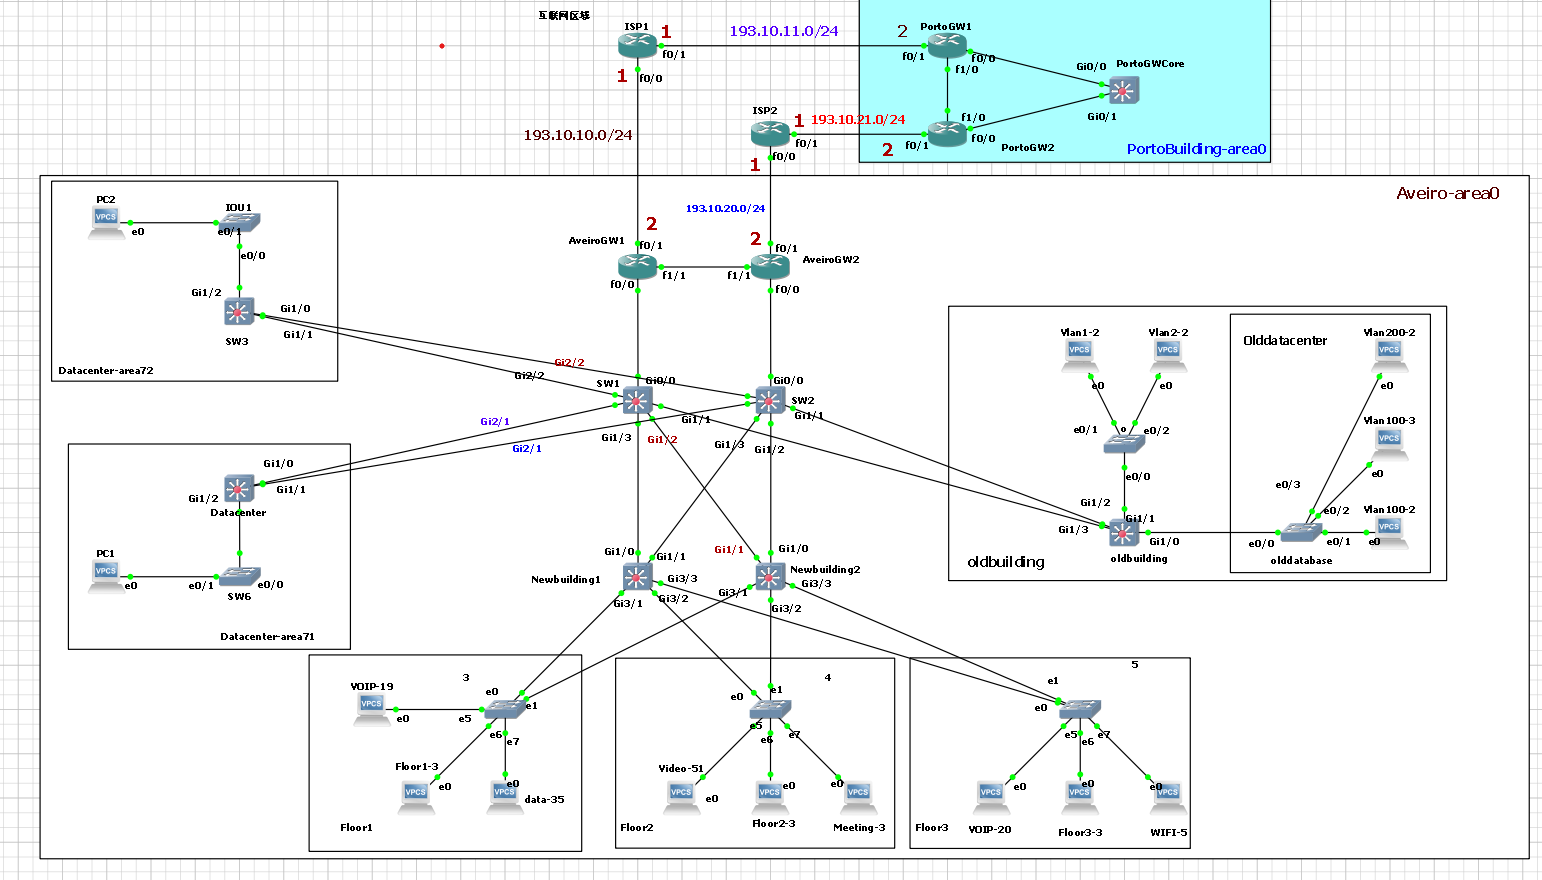 ISP1
1
193.10.11.0/24
2
PortoGW1
f0/1
f0/1
f0/0
Gi0/0
PortoGWCore
1
f0/0
f1/0
ISP2
1
193.10.21.0/24
f1/0
Gi0/1
193.10.10.0/24
f0/1
f0/1
f0/0
PortoGW2
2
PortoBuilding-area0
f0/0
1
Aveiro-area0
PC2
VPCS
e0
IOU1
e0/1
e0/0
Gi1/2
Gi1/0
Gi1/1
SW3
Datacenter-area72
193.10.20.0/24
2
2
AveiroGW1
f0/1
f0/1
AveiroGW2
f1/1
f1/1
f0/0
f0/0
Gi2/2
Gi2/2
SW1
Gi0/0
Gi0/0
SW2
Gi1/1
Gi1/1
Gi2/1
Gi2/1
Gi1/3
Gi1/2
Gi1/3
Gi1/2
Gi1/0
Gi1/1
Gi1/2
Datacenter
PC1
VPCS
e0
e0/1
e0/0
SW6
Datacenter-area71
Vlan1-2
VPCS
e0
Vlan2-2
VPCS
e0
e0/1
e0/2
e0/0
Gi1/2
Gi1/1
Gi1/3
Gi1/0
oldbuilding
oldbuilding
Olddatacenter
Vlan200-2
VPCS
e0
Vlan100-3
VPCS
e0
e0/3
e0/2
Vlan100-2
VPCS
e0
e0/1
e0/0
olddatabase
Gi1/0
Gi1/1
Gi1/1
Gi1/0
Newbuilding1
Newbuilding2
Gi3/3
Gi3/1
Gi3/2
Gi3/1
Gi3/3
Gi3/2
3
VOIP-19
VPCS
e0
e5
e0
e1
e6
e7
Floor1-3
VPCS
e0
e0
VPCS
data-35
Floor1
4
e0
e1
e5
e6
e7
Video-51
VPCS
e0
VPCS
e0
Floor2-3
e0
VPCS
Meeting-3
Floor2
5
e1
e0
e5
e6
e7
VPCS
e0
VOIP-20
VPCS
e0
Floor3-3
e0
VPCS
WIFI-5
Floor3